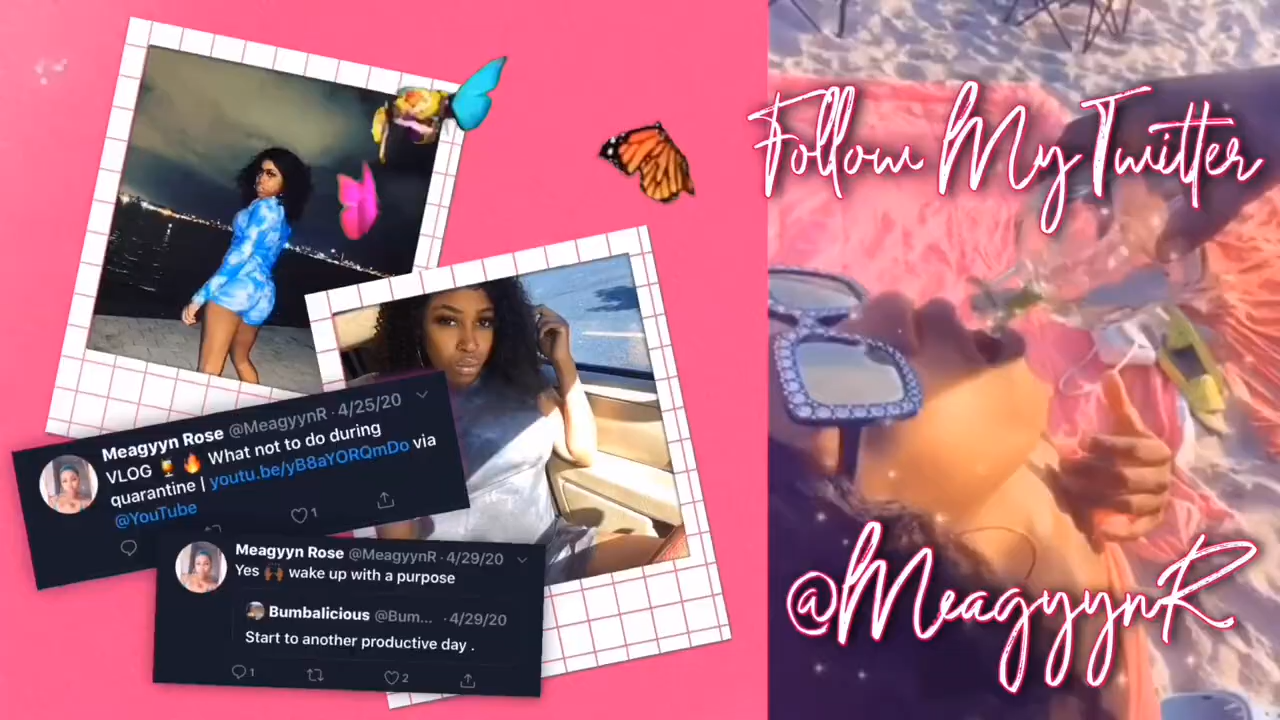 Follow My Twitter
Meagyyn Rose @MeagyynR · 4/25/20
VLOG 🍹🔥 What not to do during
quarantine | youtu.be/yB8aYORQmDo via
@YouTube
1
Meagyyn Rose @MeagyynR · 4/29/20
Yes 🙌🏾 wake up with a purpose
Bumbalicious @Bum... · 4/29/20
Start to another productive day .
1
2
@MeagyynR